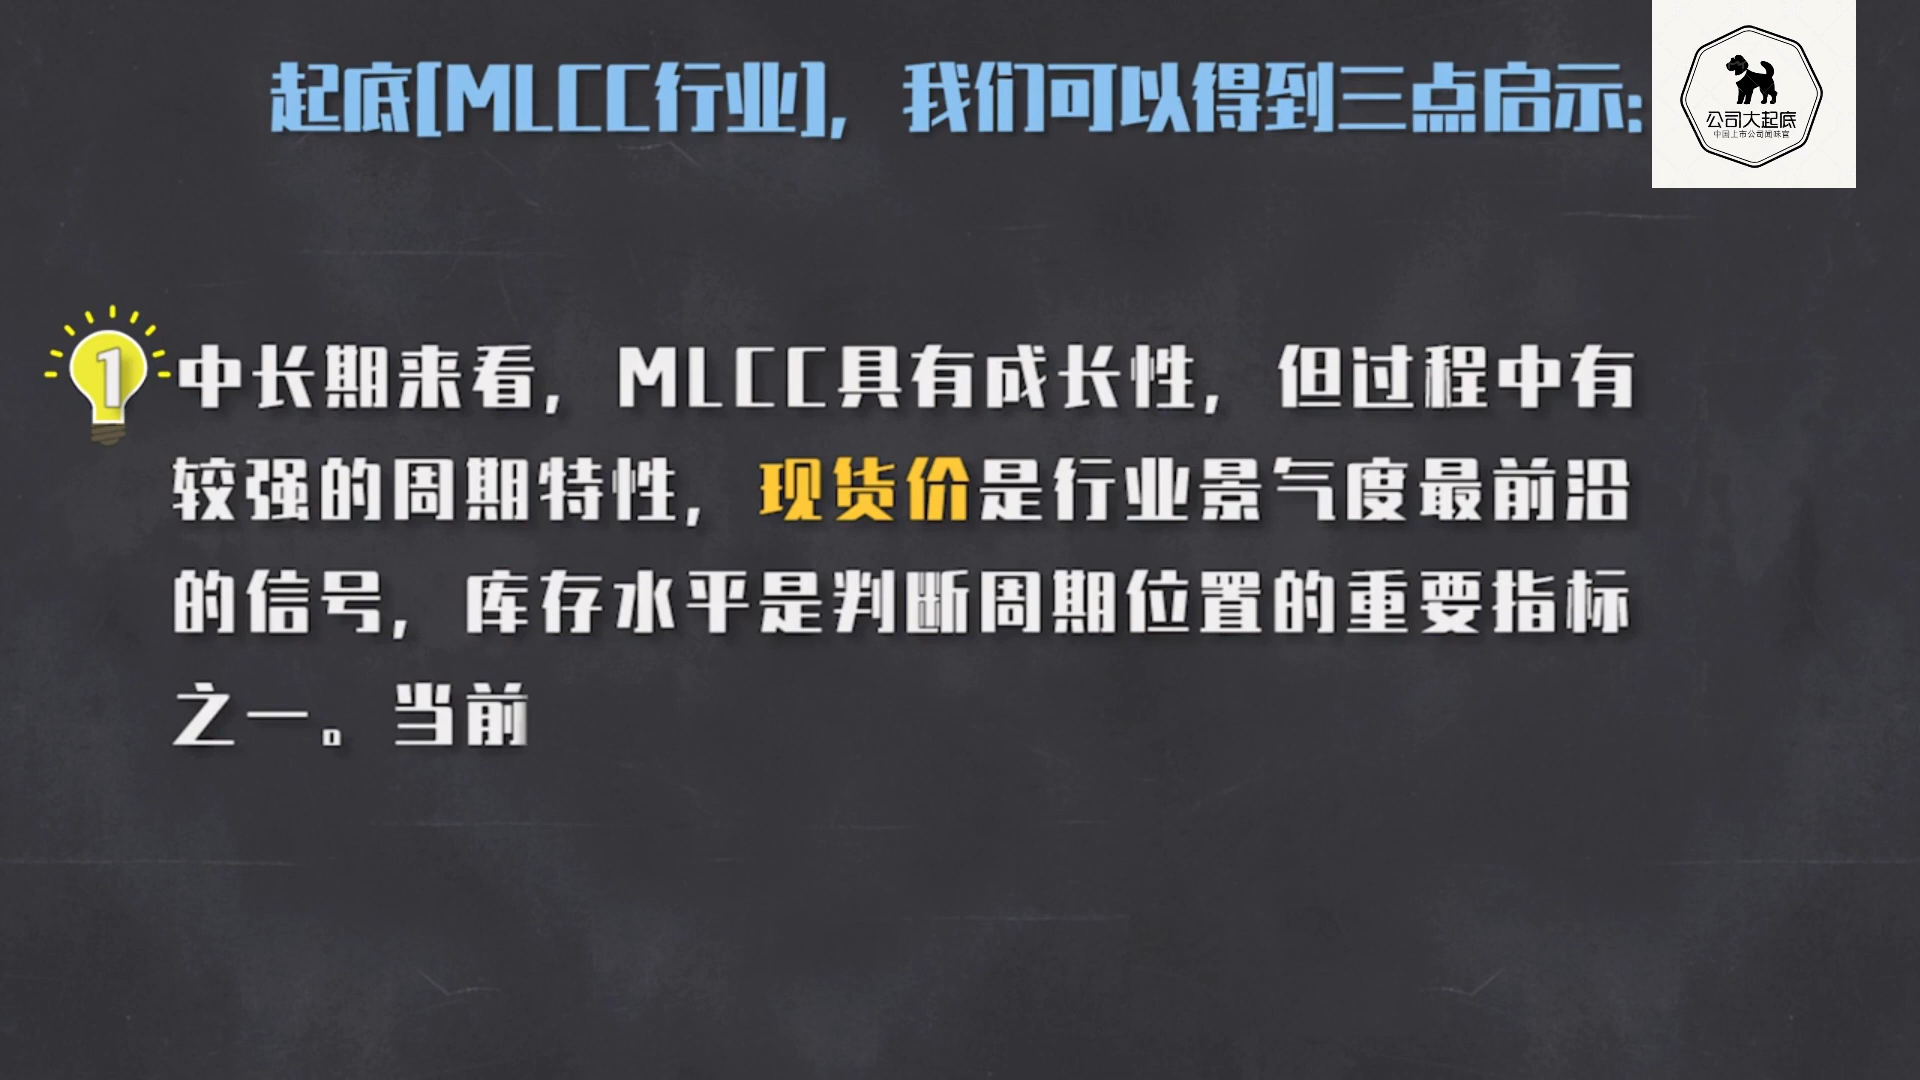 起底[MLCC行业]，我们可以得到三点启示：
公司大起底
中国上市公司闻味官
1
中长期来看，MLCC具有成长性，但过程中有
较强的周期特性，现货价是行业景气度最前沿
的信号，库存水平是判断周期位置的重要指标
之一。当前